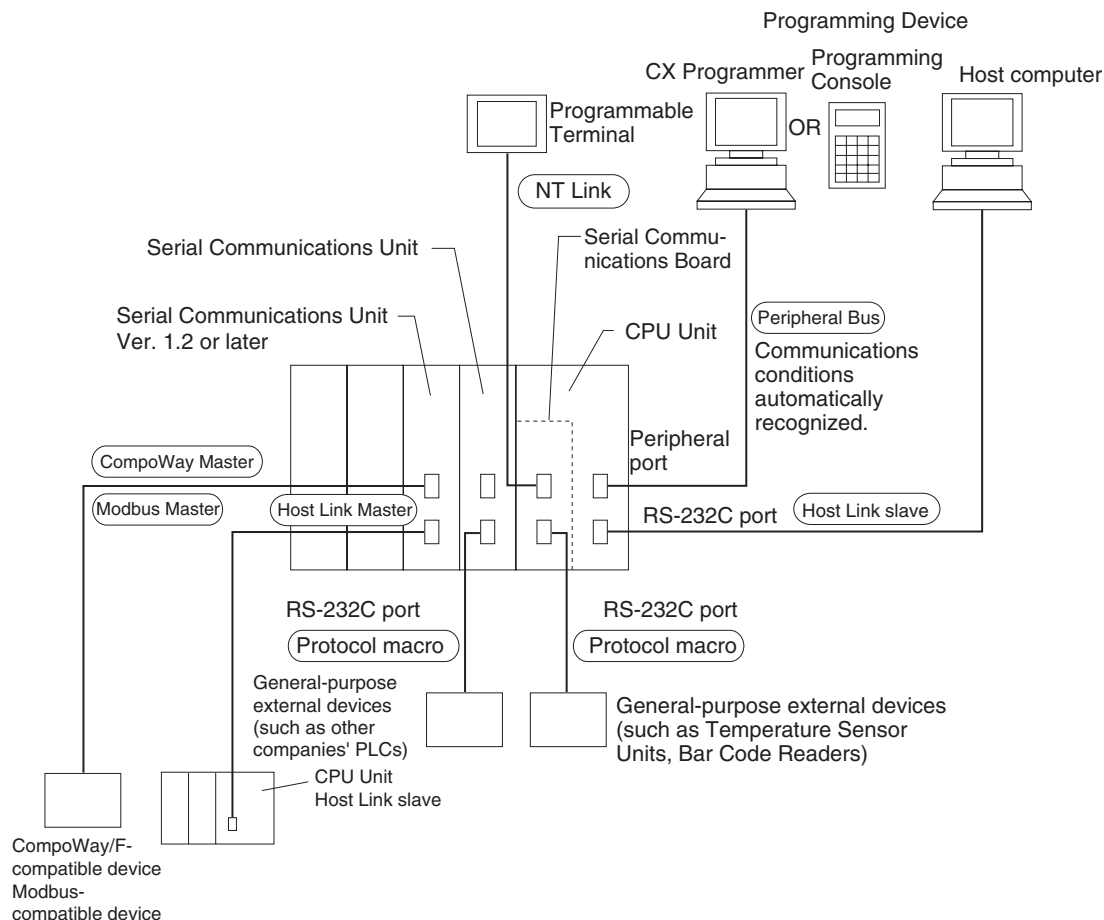 Programming Device
CX Programmer
Programming
Console
Host computer
OR
Programmable
Terminal
NT Link
Serial Communications Unit
Serial Commu-
nications Board
Serial Communications Unit
Ver. 1.2 or later
CPU Unit
Peripheral Bus
Communications
conditions
automatically
recognized.
Peripheral
port
CompoWay Master
Modbus Master
Host Link Master
RS-232C port
Host Link slave
RS-232C port
Protocol macro
RS-232C port
Protocol macro
General-purpose
external devices
(such as other
companies' PLCs)
General-purpose external devices
(such as Temperature Sensor
Units, Bar Code Readers)
CPU Unit
Host Link slave
CompoWay/F-
compatible device
Modbus-
compatible device